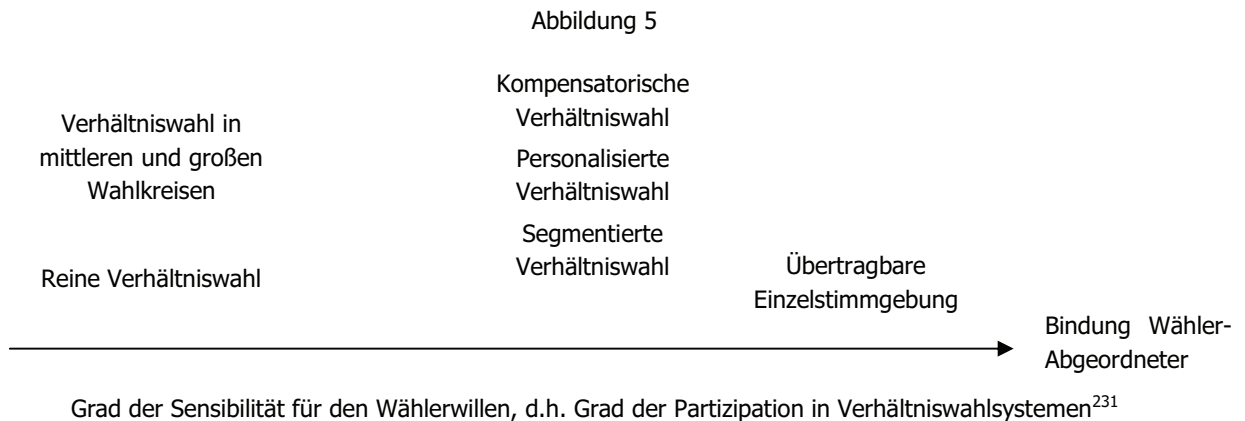 Abbildung 5
Verhältniswahl in
mittleren und großen
Wahlkreisen
Reine Verhältniswahl
Kompensatorische
Verhältniswahl
Personalisierte
Verhältniswahl
Segmentierte
Verhältniswahl
Übertragbare
Einzelstimmgebung
Bindung Wähler-
Abgeordneter
Grad der Sensibilität für den Wählerwillen, d.h. Grad der Partizipation in Verhältniswahlsystemen231